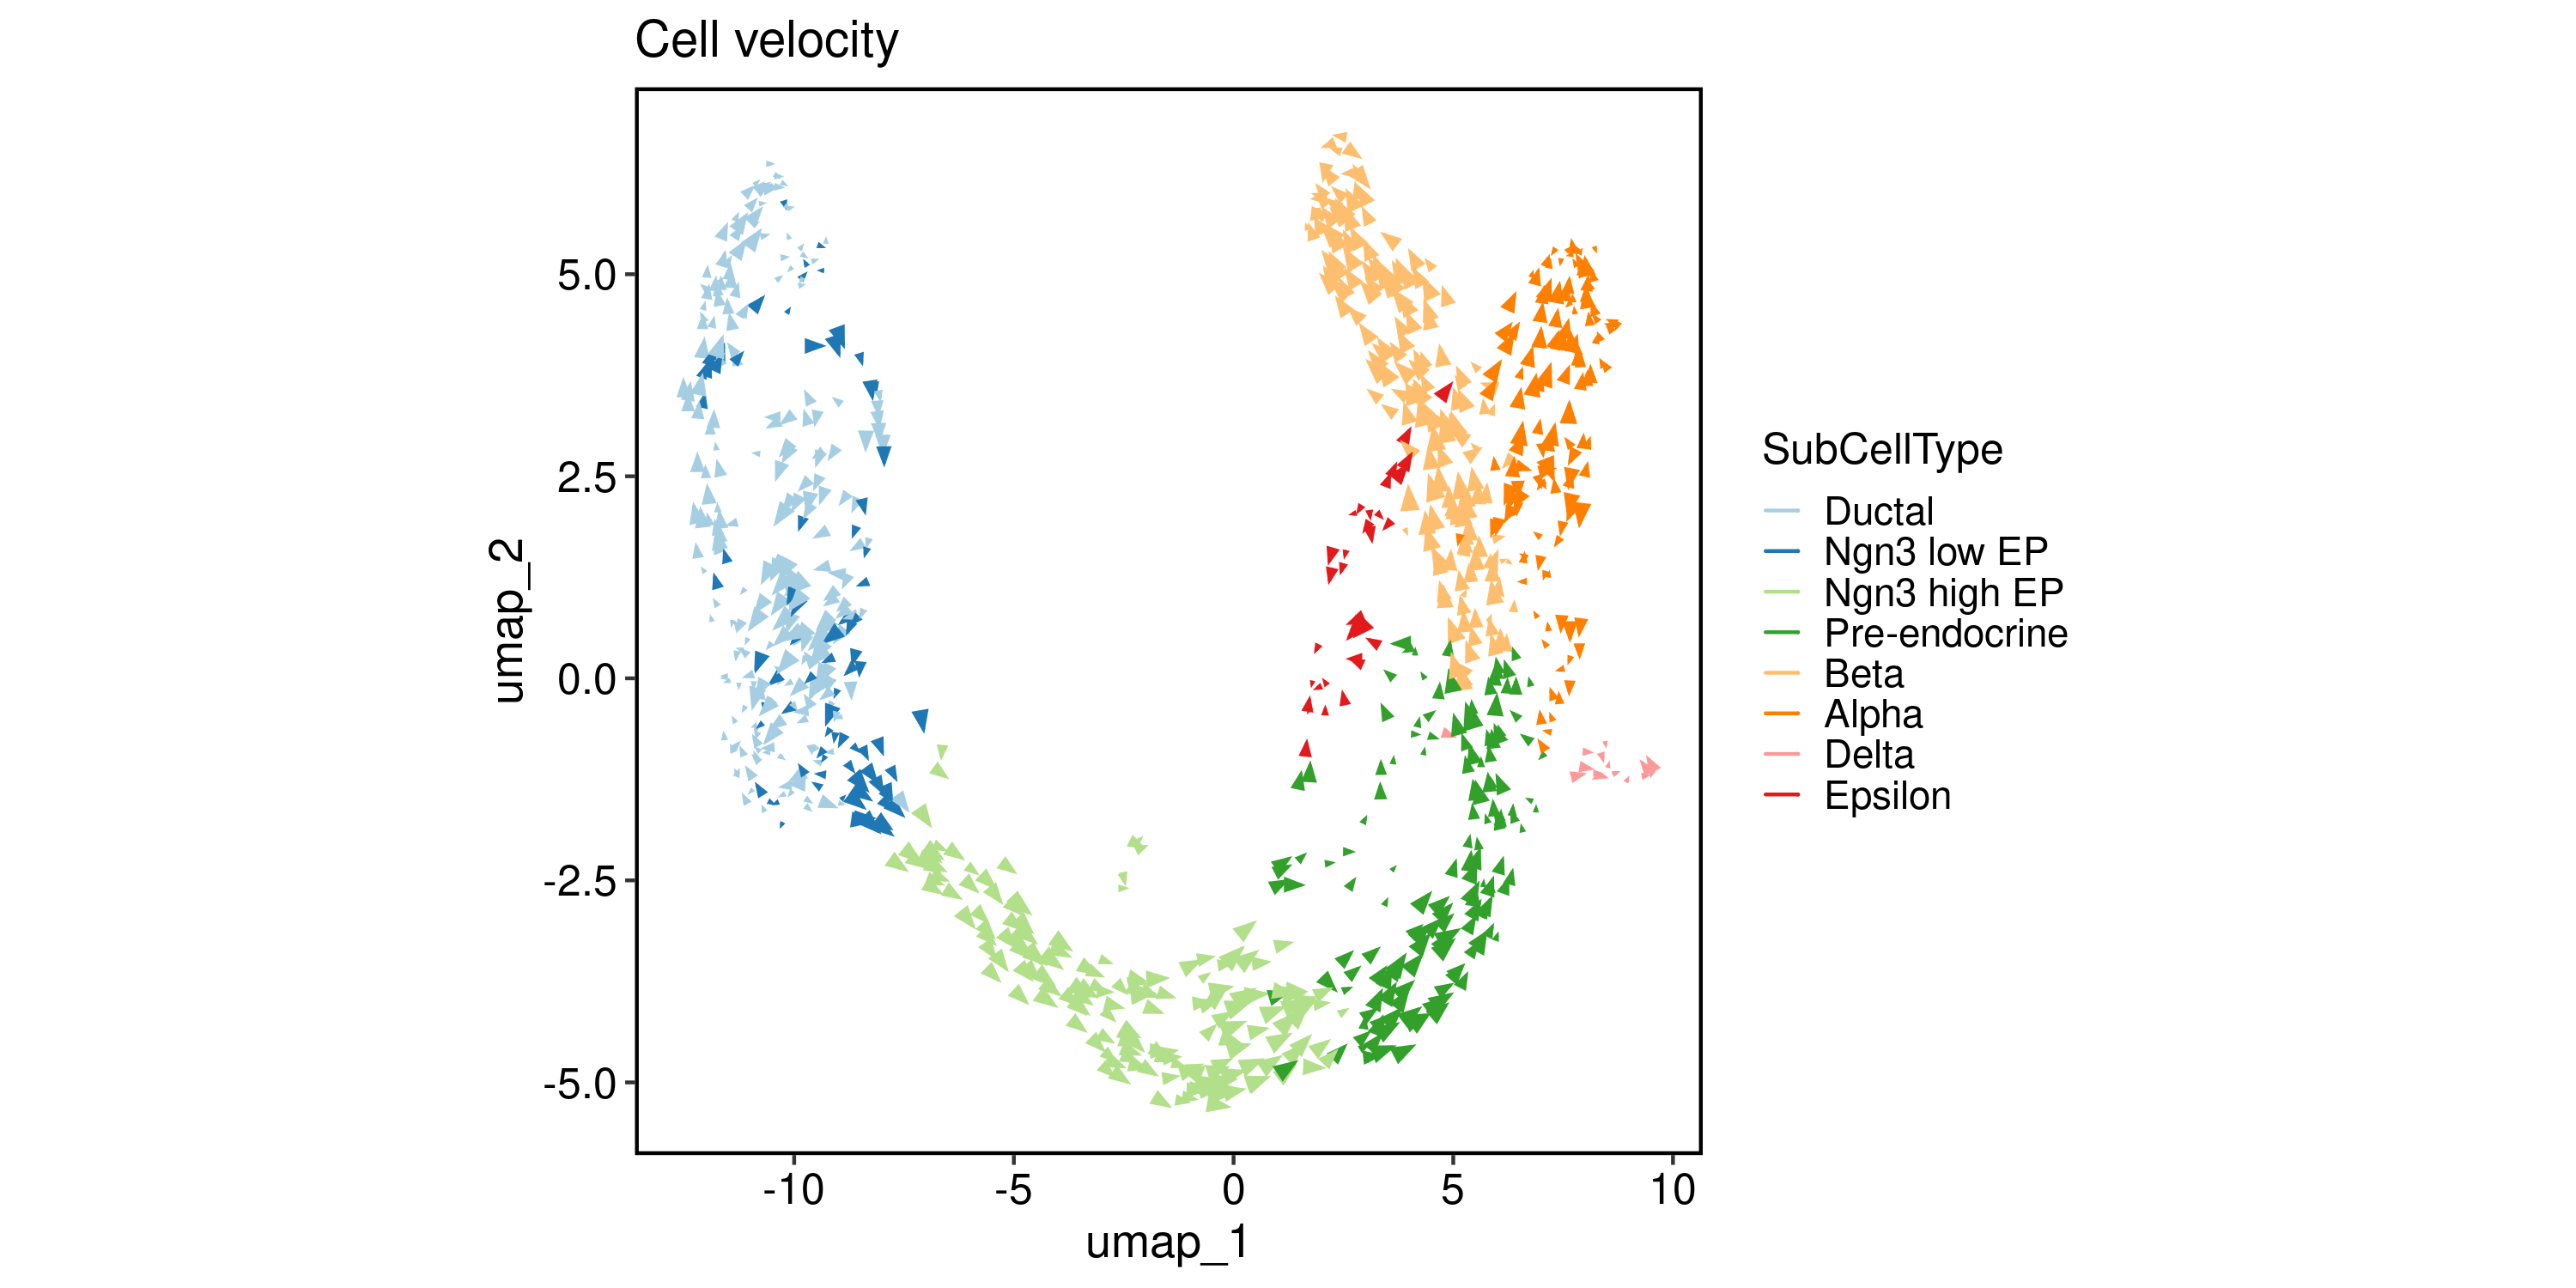 Cell velocity
5.0
2.5
0.0
-2.5
-5.0
umap_2
-10
-5
0
5
10
umap_1
SubCellType
Ductal
Ngn3 low EP
Ngn3 high EP
Pre-endocrine
Beta
Alpha
Delta
Epsilon